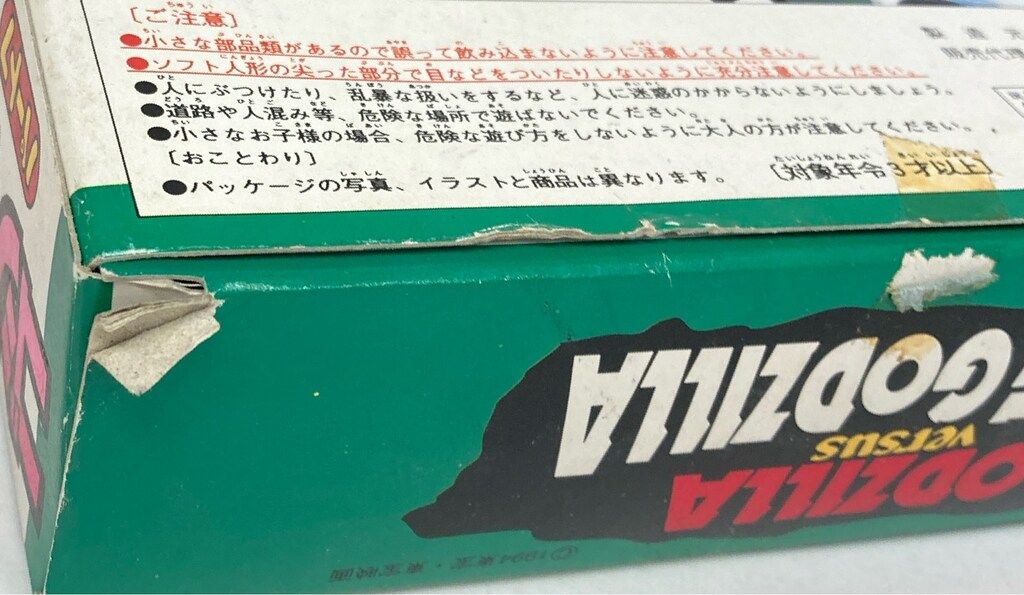 〔ご注意〕
●小さな部品類があるので誤って飲み込まないように注意してください。
●ソフト人形の尖った部分で目などをついたりしないように充分注意してください。
●人にぶつけたり、乱暴な扱いをするなど、人に迷惑のかからないようにしましょう。
●道路や人混み等、危険な場所で遊ばないでください。
●小さなお子様の場合、危険な遊び方をしないように大人の方が注意してください。
〔おことわり〕
●パッケージの写真、イラストと商品は異なります。
〔対象年令3才以上〕
製造元
販売代理
GODZILLA
versus
GODZILLA
©1994東宝・東宝映画